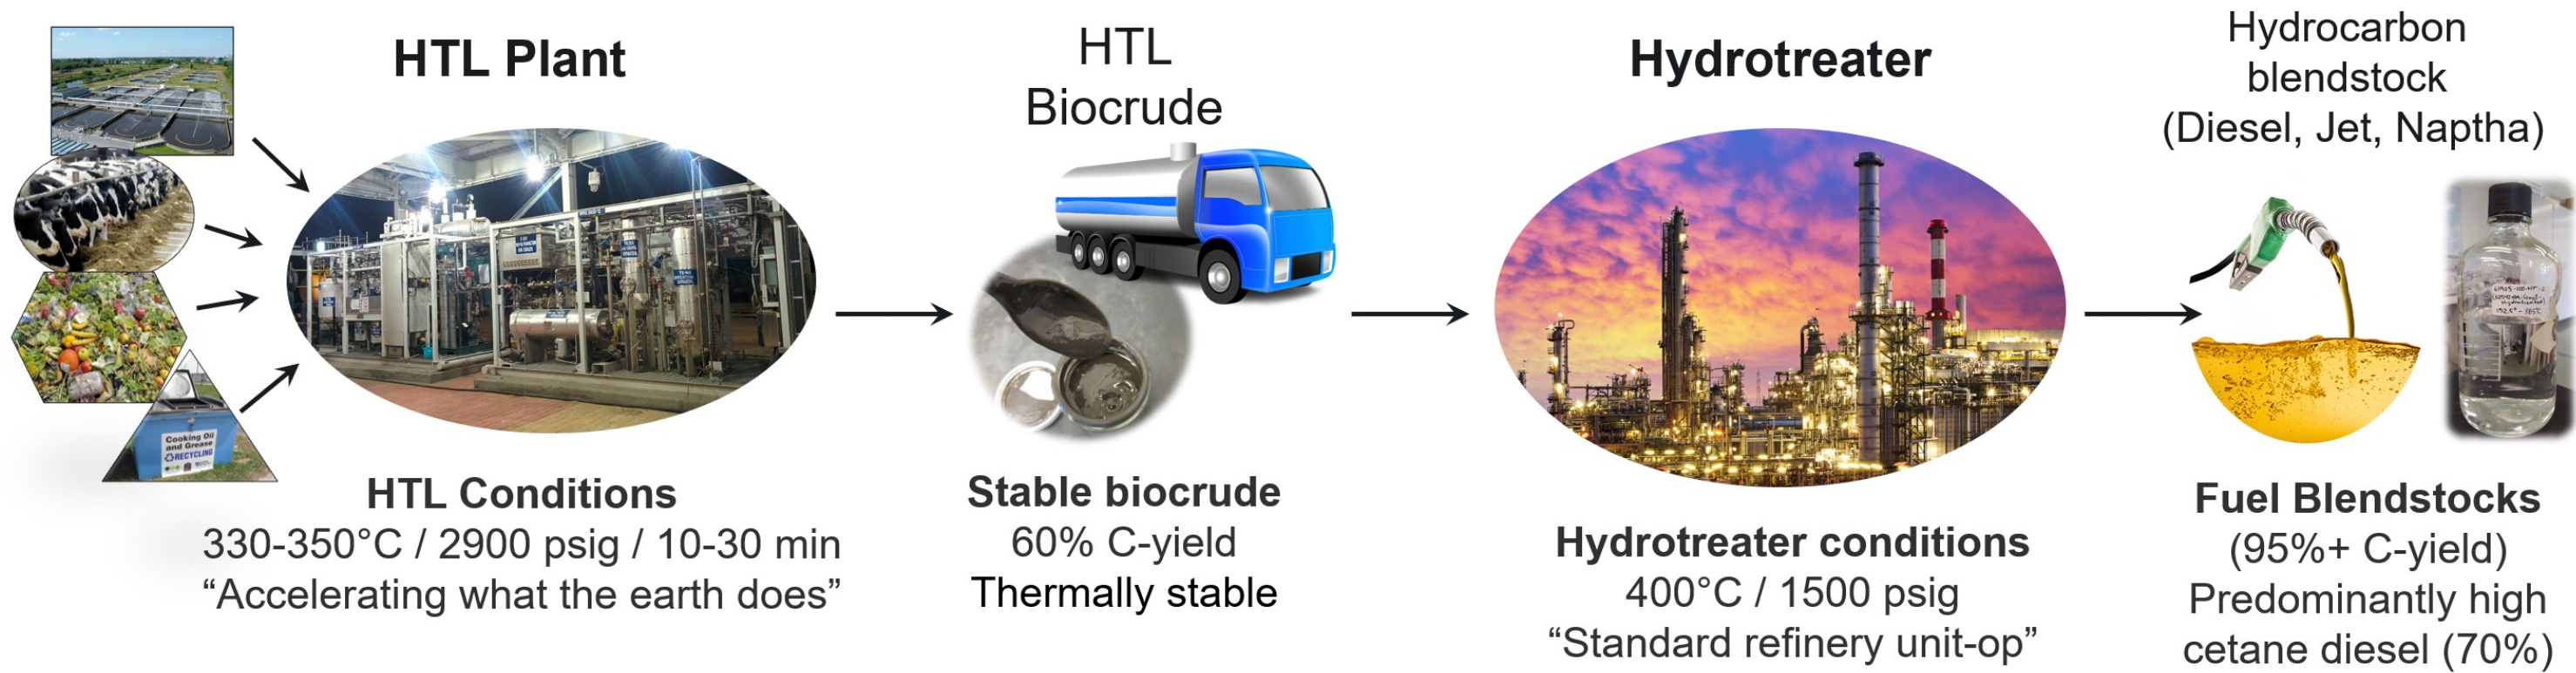 HTL Plant
HTL
Biocrude
Hydrotreater
Hydrocarbon
blendstock
(Diesel, Jet, Naptha)
Cooking Oil
and Grease
RECYCLING
HTL Conditions
330-350°C / 2900 psig / 10-30 min
“Accelerating what the earth does”
Stable biocrude
60% C-yield
Thermally stable
Hydrotreater conditions
400°C / 1500 psig
“Standard refinery unit-op”
Fuel Blendstocks
(95%+ C-yield)
Predominantly high
cetane diesel (70%)